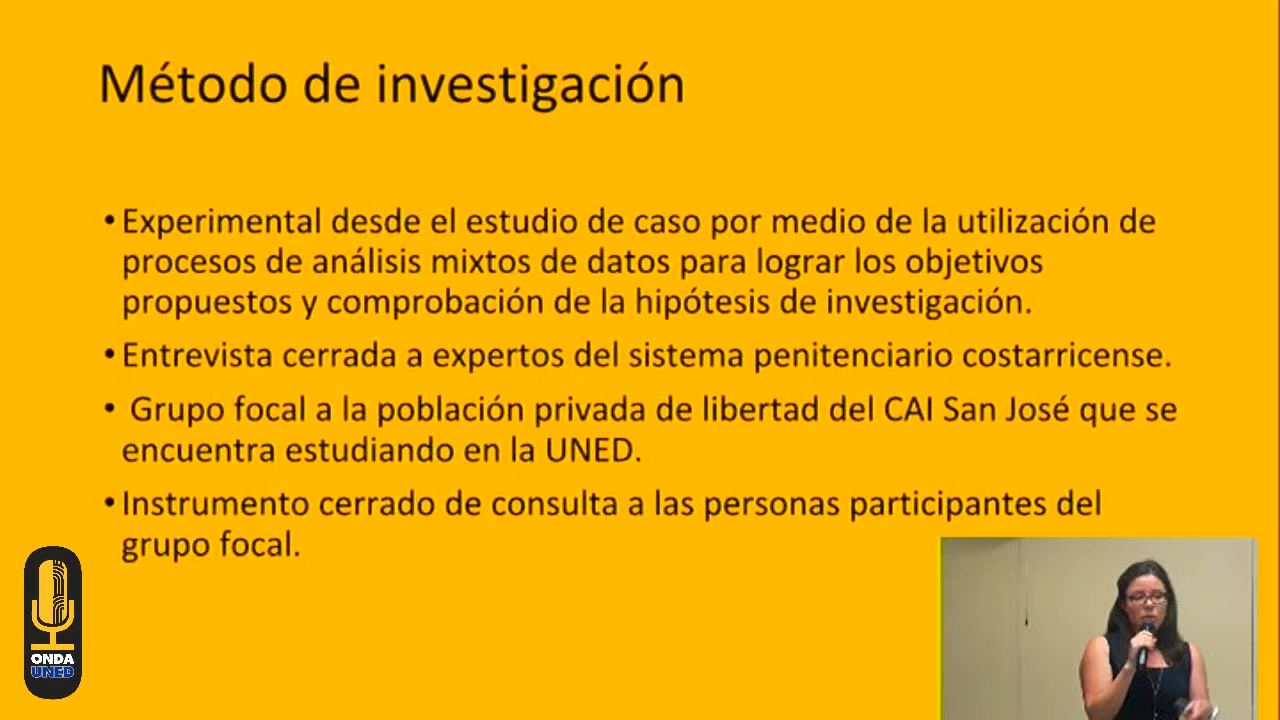 Método de investigación
•Experimental desde el estudio de caso por medio de la utilización de
procesos de análisis mixtos de datos para lograr los objetivos
propuestos y comprobación de la hipótesis de investigación.
•Entrevista cerrada a expertos del sistema penitenciario costarricense.
• Grupo focal a la población privada de libertad del CAI San José que se
encuentra estudiando en la UNED.
•Instrumento cerrado de consulta a las personas participantes del
grupo focal.
ONDA
UNED